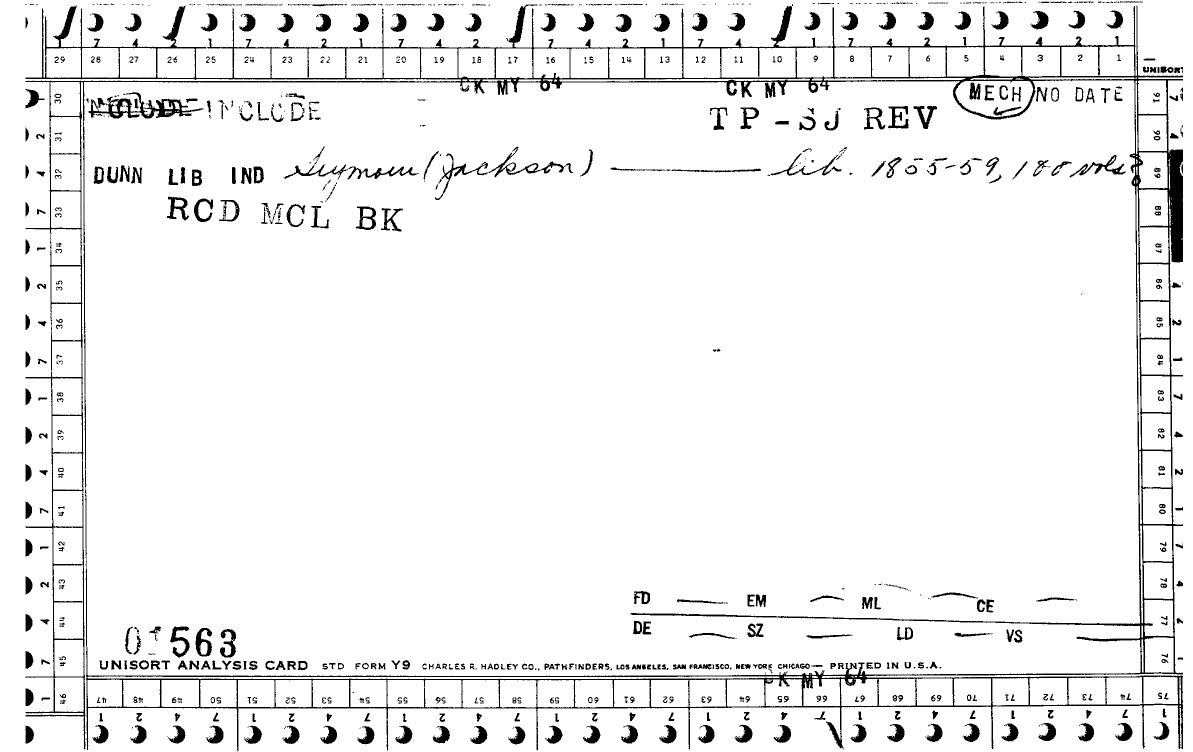 7 4 2 1 7 4 2 1 7 4 2 1 7 4 2 1 7 4 2 1 7 4 2 1 7 4 2 1
29 28 27 26 25 24 23 22 21 20 19 18 17 16 15 14 13 12 11 10 9 8 7 6 5 4 3 2 1
UNISORT
CK MY 64 CK MY 64
INCLUDE INCLUDE MECH NO DATE
TP-SJ REV
DUNN LIB IND Seymour (Jackson) — lib. 1855-59, 180 vols?
RCD MCL BK
30 31 32 33 34 35 36 37 38 39 40 41 42 43 44 45 46
91 90 89 88 87 86 85 84 83 82 81 80 79 78 77 76 75
FD — EM — ML — CE —
DE — SZ — LD — VS —
563
UNISORT ANALYSIS CARD STD FORM Y9 CHARLES R. HADLEY CO., PATHFINDERS, LOS ANGELES, SAN FRANCISCO, NEW YORK CHICAGO — PRINTED IN U.S.A.
CK MY 64
47 48 49 50 51 52 53 54 55 56 57 58 59 60 61 62 63 64 65 66 67 68 69 70 71 72 73 74
1 2 4 7 1 2 4 7 1 2 4 7 1 2 4 7 1 2 4 7 1 2 4 7 1 2 4 7 1